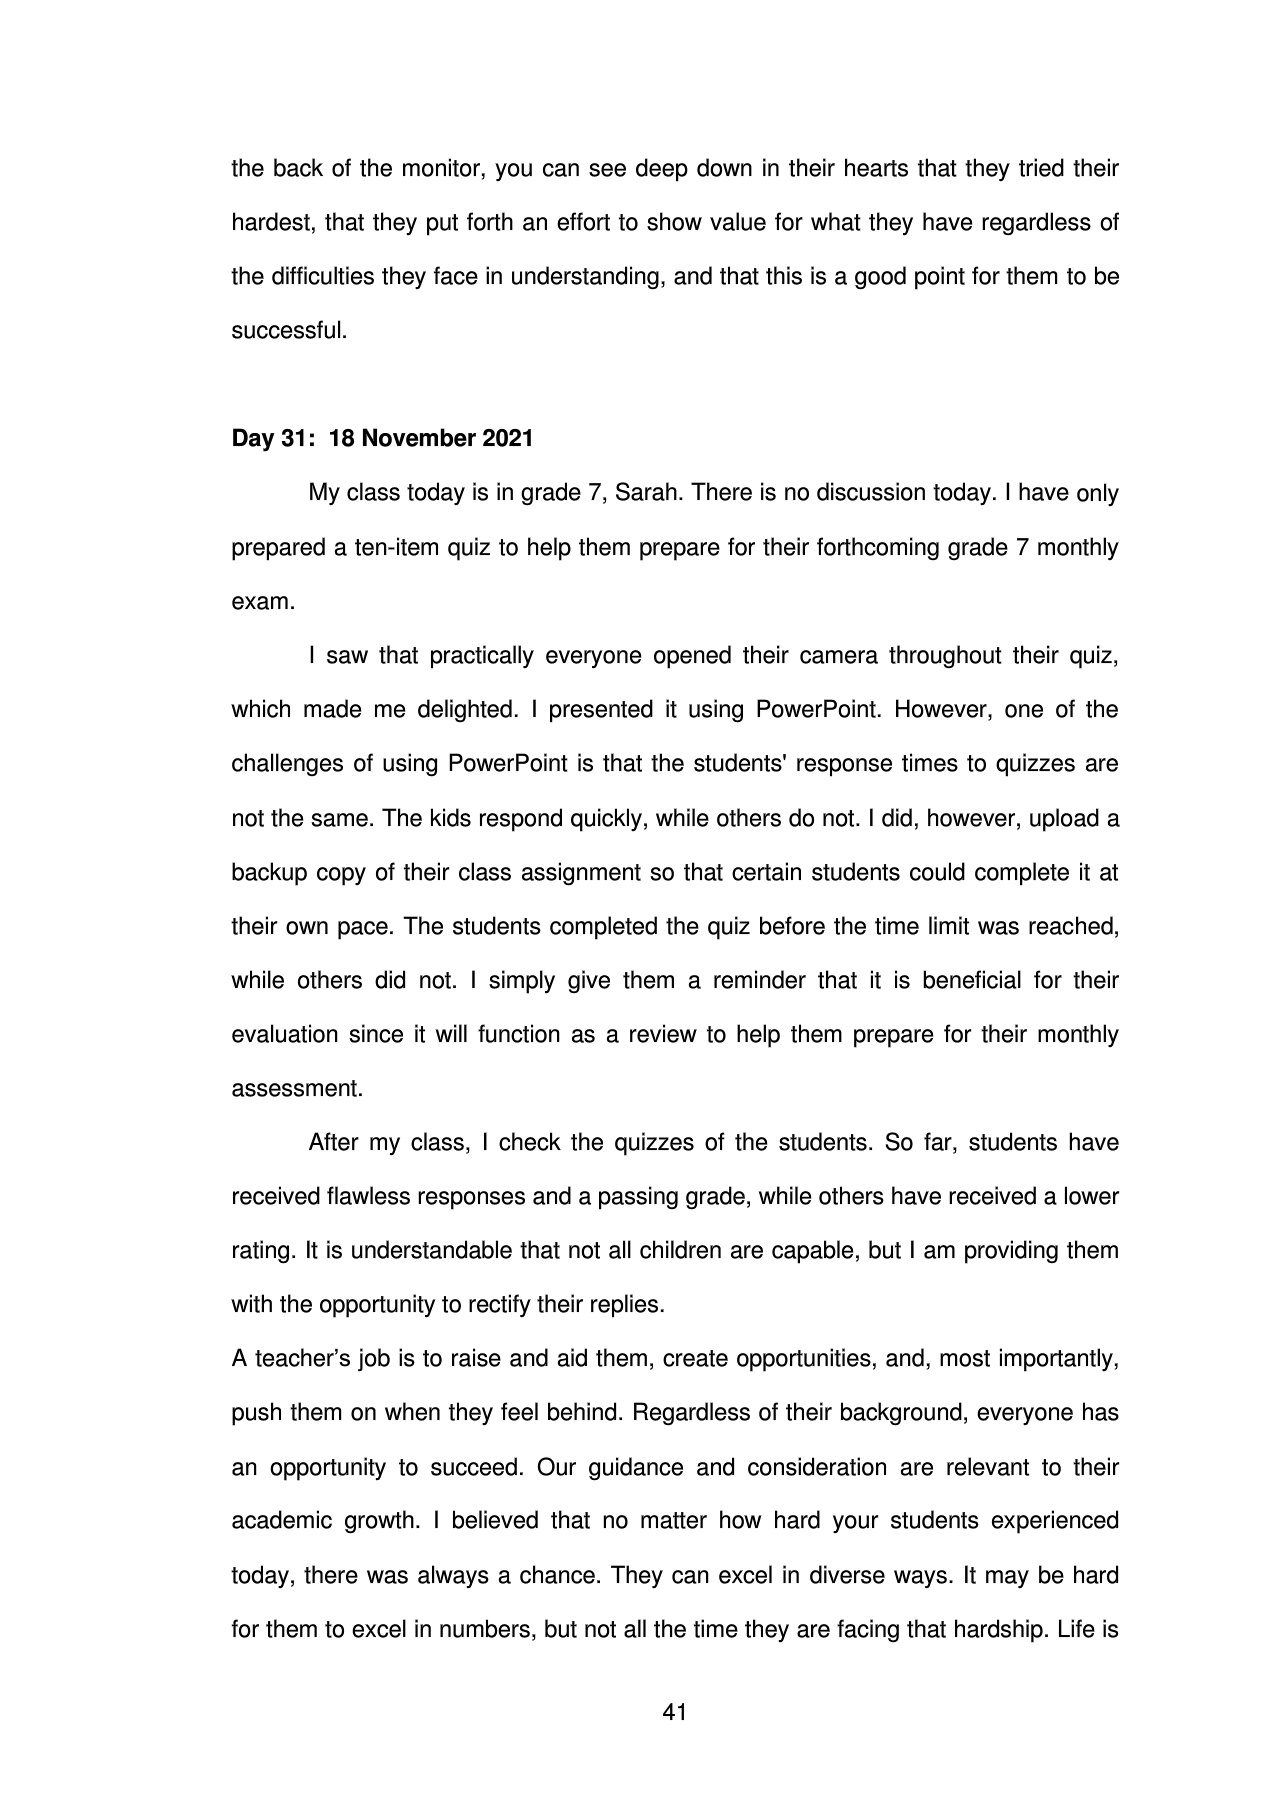 the back of the monitor, you can see deep down in their hearts that they tried their
hardest, that they put forth an effort to show value for what they have regardless of
the difficulties they face in understanding, and that this is a good point for them to be
successful.
Day 31:  18 November 2021
My class today is in grade 7, Sarah. There is no discussion today. I have only
prepared a ten-item quiz to help them prepare for their forthcoming grade 7 monthly
exam.
I saw that practically everyone opened their camera throughout their quiz,
which made me delighted. I presented it using PowerPoint. However, one of the
challenges of using PowerPoint is that the students' response times to quizzes are
not the same. The kids respond quickly, while others do not. I did, however, upload a
backup copy of their class assignment so that certain students could complete it at
their own pace. The students completed the quiz before the time limit was reached,
while others did not. I simply give them a reminder that it is beneficial for their
evaluation since it will function as a review to help them prepare for their monthly
assessment.
After my class, I check the quizzes of the students. So far, students have
received flawless responses and a passing grade, while others have received a lower
rating. It is understandable that not all children are capable, but I am providing them
with the opportunity to rectify their replies.
A teacher’s job is to raise and aid them, create opportunities, and, most importantly,
push them on when they feel behind. Regardless of their background, everyone has
an opportunity to succeed. Our guidance and consideration are relevant to their
academic growth. I believed that no matter how hard your students experienced
today, there was always a chance. They can excel in diverse ways. It may be hard
for them to excel in numbers, but not all the time they are facing that hardship. Life is
41